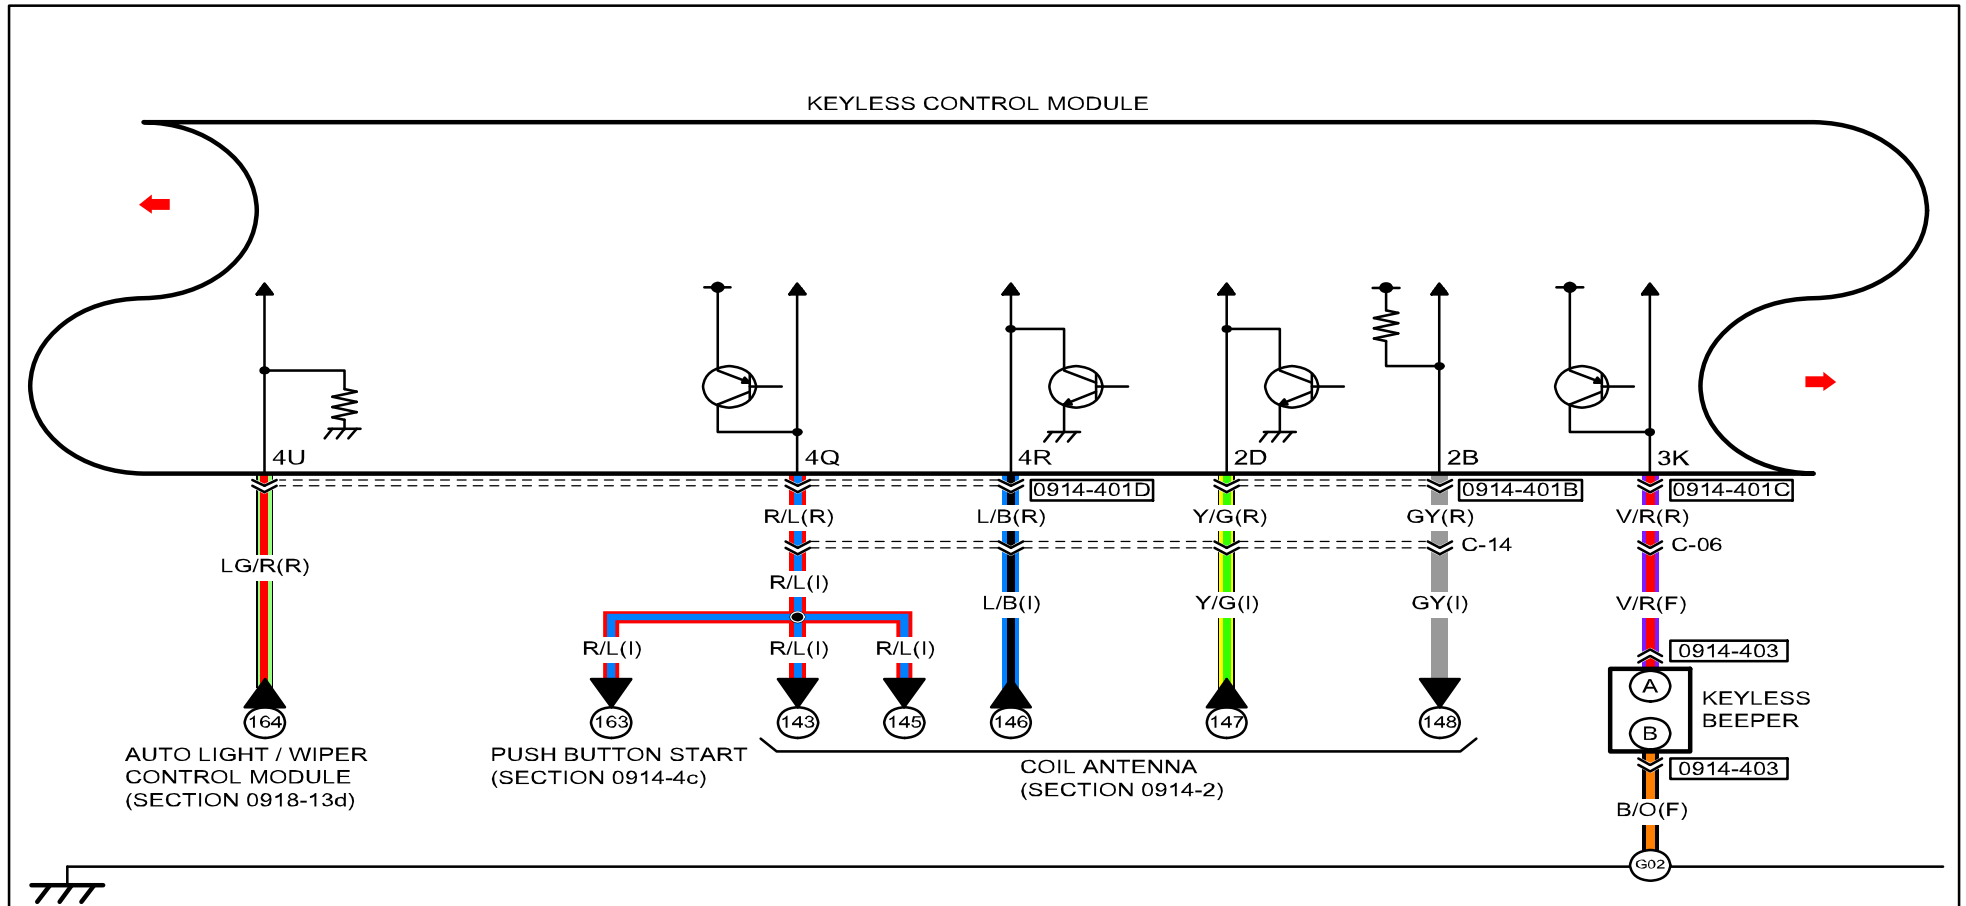 KEYLESS CONTROL MODULE
4U 4Q 4R 2D 2B 3K
0914-401D 0914-401B 0914-401C
R/L(R) L/B(R) Y/G(R) GY(R) V/R(R)
C-14 C-06
LG/R(R)
R/L(I)
L/B(I) Y/G(I) GY(I) V/R(F)
R/L(I) R/L(I) R/L(I)
0914-403
A
KEYLESS
BEEPER
B
164 163 143 145 146 147 148
AUTO LIGHT / WIPER
CONTROL MODULE
(SECTION 0918-13d)
PUSH BUTTON START
(SECTION 0914-4c)
COIL ANTENNA
(SECTION 0914-2)
0914-403
B/O(F)
G02